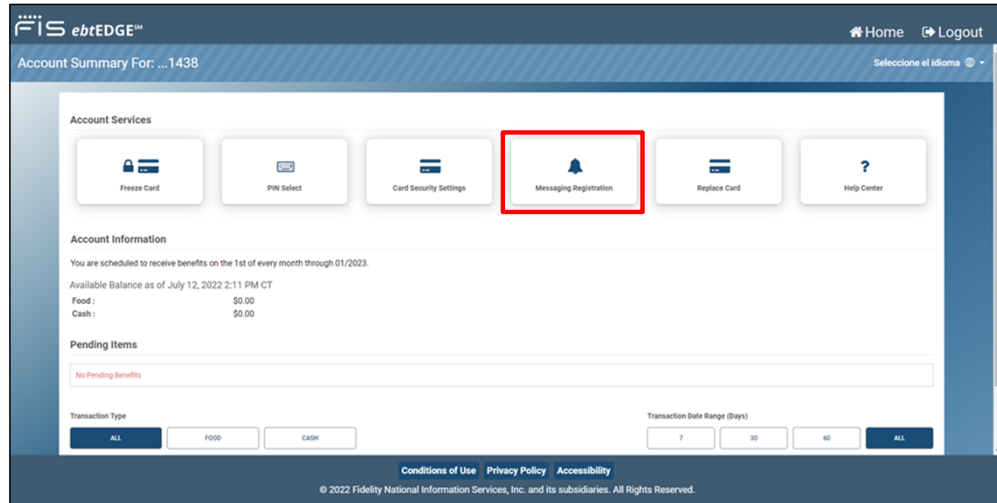 FIS ebtEDGE℠
Home Logout
Account Summary For: ...1438
Seleccione el idioma
Account Services
Freeze Card
PIN Select
Card Security Settings
Messaging Registration
? Replace Card
Help Center
Account Information
You are scheduled to receive benefits on the 1st of every month through 01/2023.
Available Balance as of July 12, 2022 2:11 PM CT
Food : $0.00
Cash : $0.00
Pending Items
No Pending Benefits
Transaction Type
Transaction Date Range (Days)
ALL FOOD CASH
7 30 60 ALL
Conditions of Use Privacy Policy Accessibility
© 2022 Fidelity National Information Services, Inc. and its subsidiaries. All Rights Reserved.